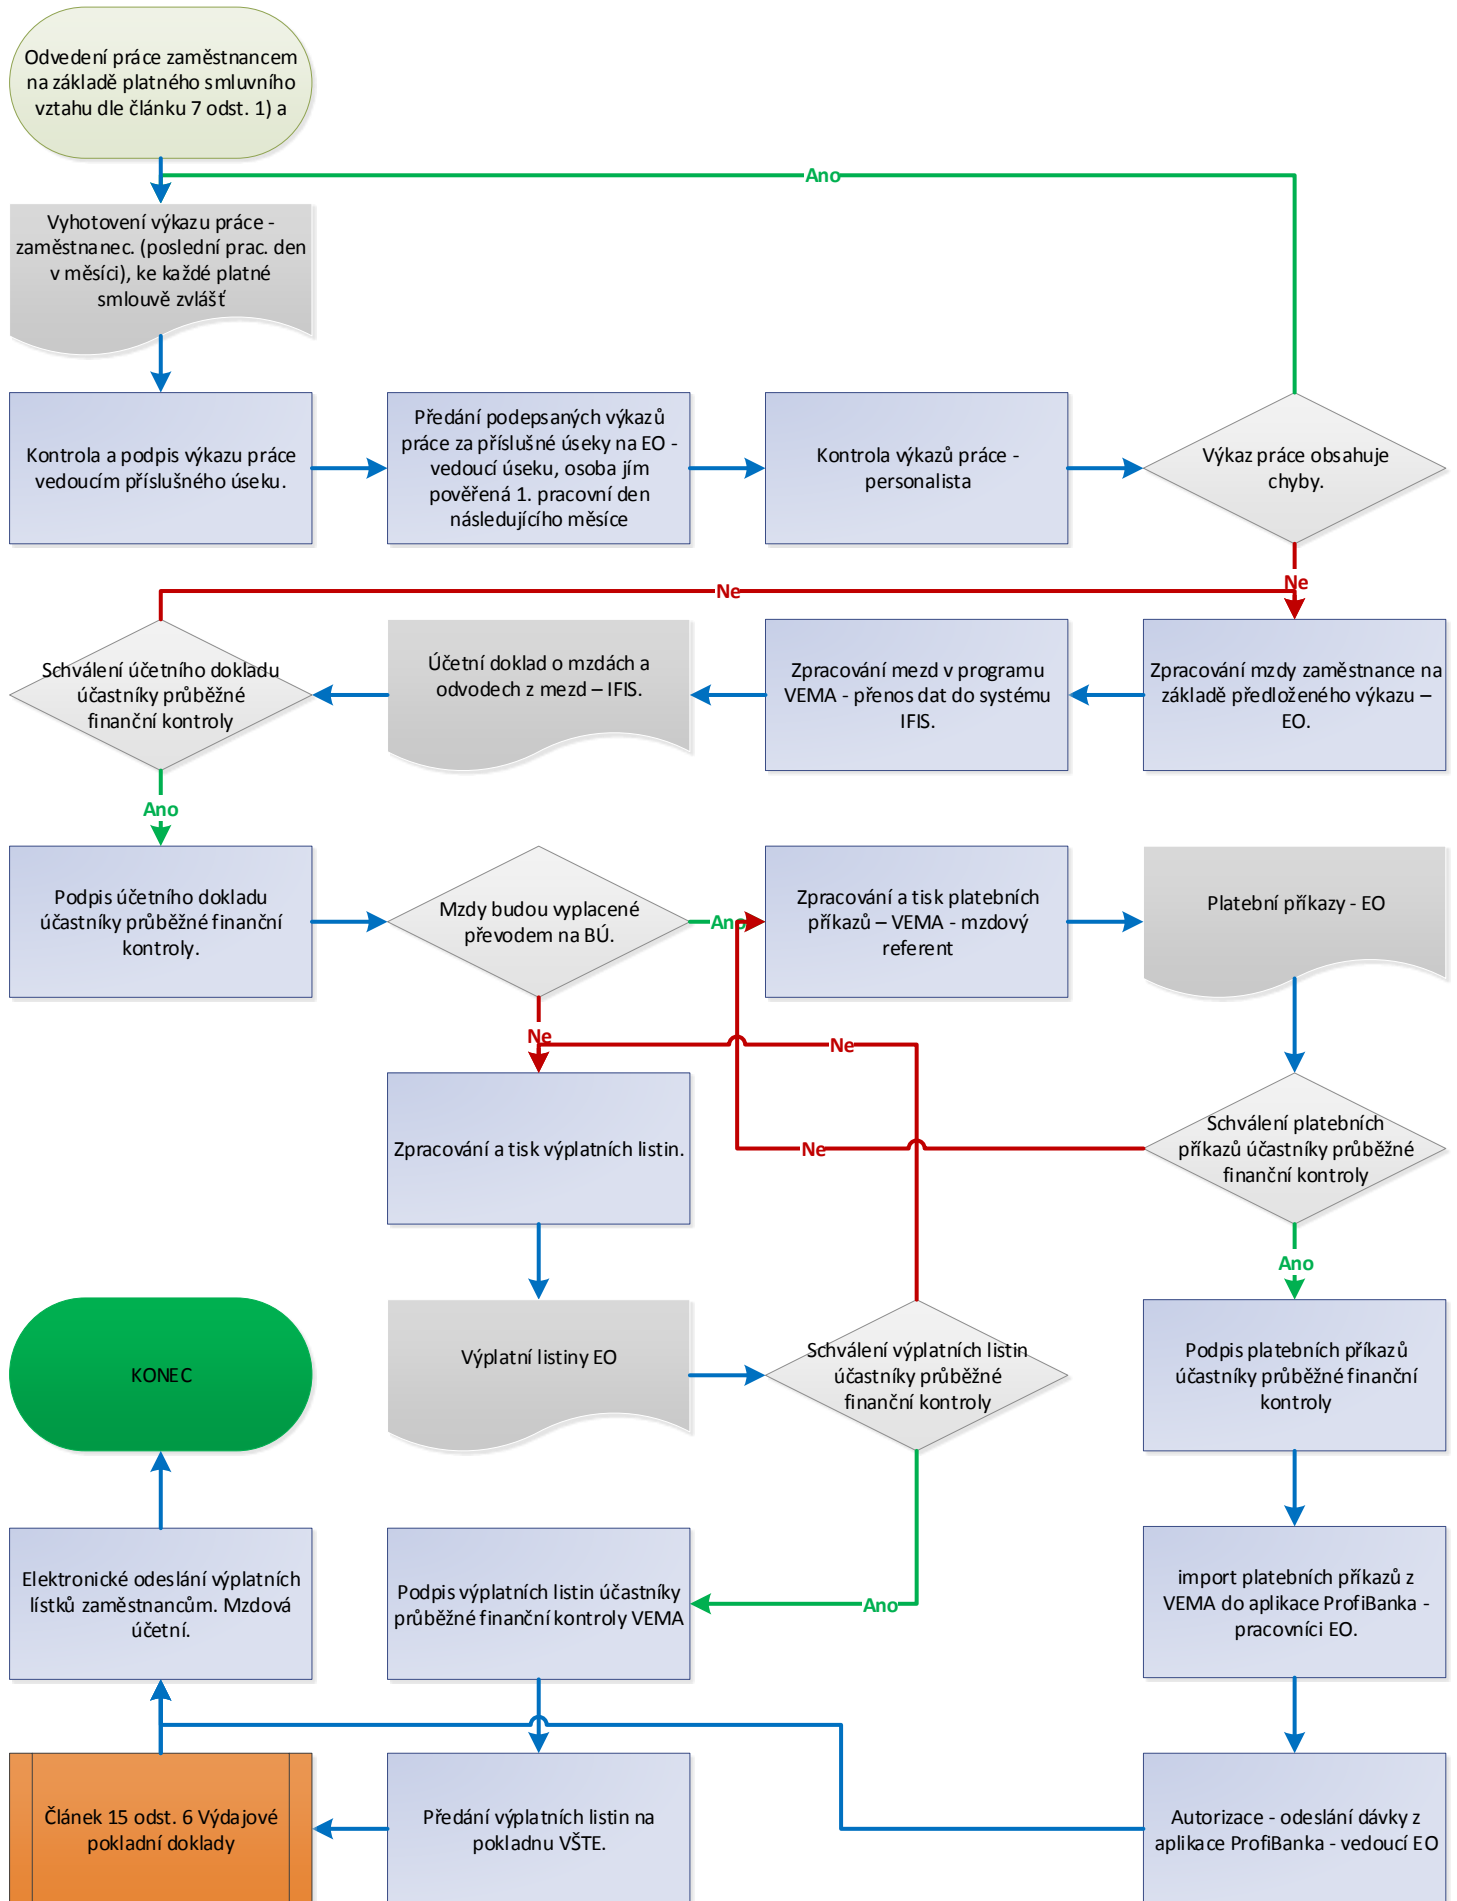 Odvedení práce zaměstnancem
na základě platného smluvního
vztahu dle článku 7 odst. 1) a
Ano
Vyhotovení výkazu práce -
zaměstnanec. (poslední prac. den
v měsíci), ke každé platné
smlouvě zvlášť
Kontrola a podpis výkazu práce
vedoucím příslušného úseku.
Předání podepsaných výkazů
práce za příslušné úseky na EO -
vedoucí úseku, osoba jím
pověřená 1. pracovní den
následujícího měsíce
Kontrola výkazů práce -
personalista
Výkaz práce obsahuje
chyby.
Ne
Ne
Schválení účetního dokladu
účastníky průběžné
finanční kontroly
Účetní doklad o mzdách a
odvodech z mezd – IFIS.
Zpracování mezd v programu
VEMA - přenos dat do systému
IFIS.
Zpracování mzdy zaměstnance na
základě předloženého výkazu –
EO.
Ano
Podpis účetního dokladu
účastníky průběžné finanční
kontroly.
Mzdy budou vyplacené
převodem na BÚ.
Ano
Zpracování a tisk platebních
příkazů – VEMA - mzdový
referent
Platební příkazy - EO
Ne
Ne
Zpracování a tisk výplatních listin.
Ne
Schválení platebních
příkazů účastníky průběžné
finanční kontroly
Ano
KONEC
Výplatní listiny EO
Schválení výplatních listin
účastníky průběžné
finanční kontroly
Podpis platebních příkazů
účastníky průběžné finanční
kontroly
Elektronické odeslání výplatních
lístků zaměstnancům. Mzdová
účetní.
Podpis výplatních listin účastníky
průběžné finanční kontroly VEMA
Ano
import platebních příkazů z
VEMA do aplikace ProfiBanka -
pracovníci EO.
Článek 15 odst. 6 Výdajové
pokladní doklady
Předání výplatních listin na
pokladnu VŠTE.
Autorizace - odeslání dávky z
aplikace ProfiBanka - vedoucí EO